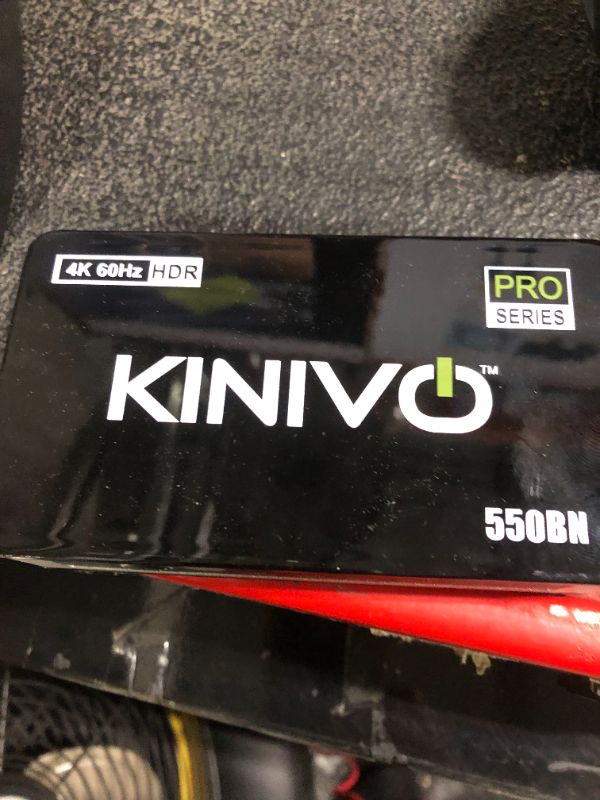 4K 60Hz HDR
PRO
SERIES
KINIVO™
550BN